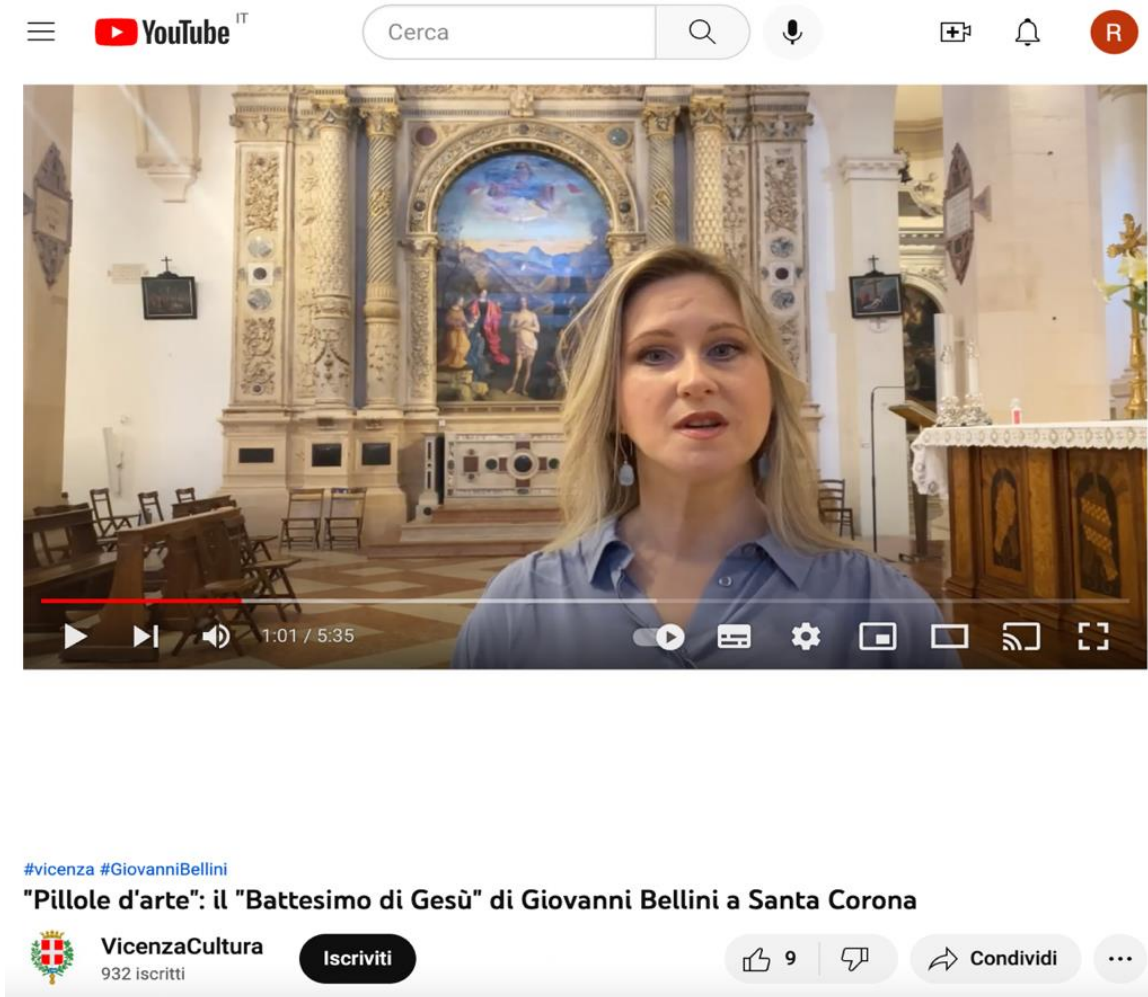 YouTube IT
Cerca
R
1:01 / 5:35
#vicenza #GiovanniBellini
"Pillole d'arte": il "Battesimo di Gesù" di Giovanni Bellini a Santa Corona
VicenzaCultura
932 iscritti
Iscriviti
9
Condividi